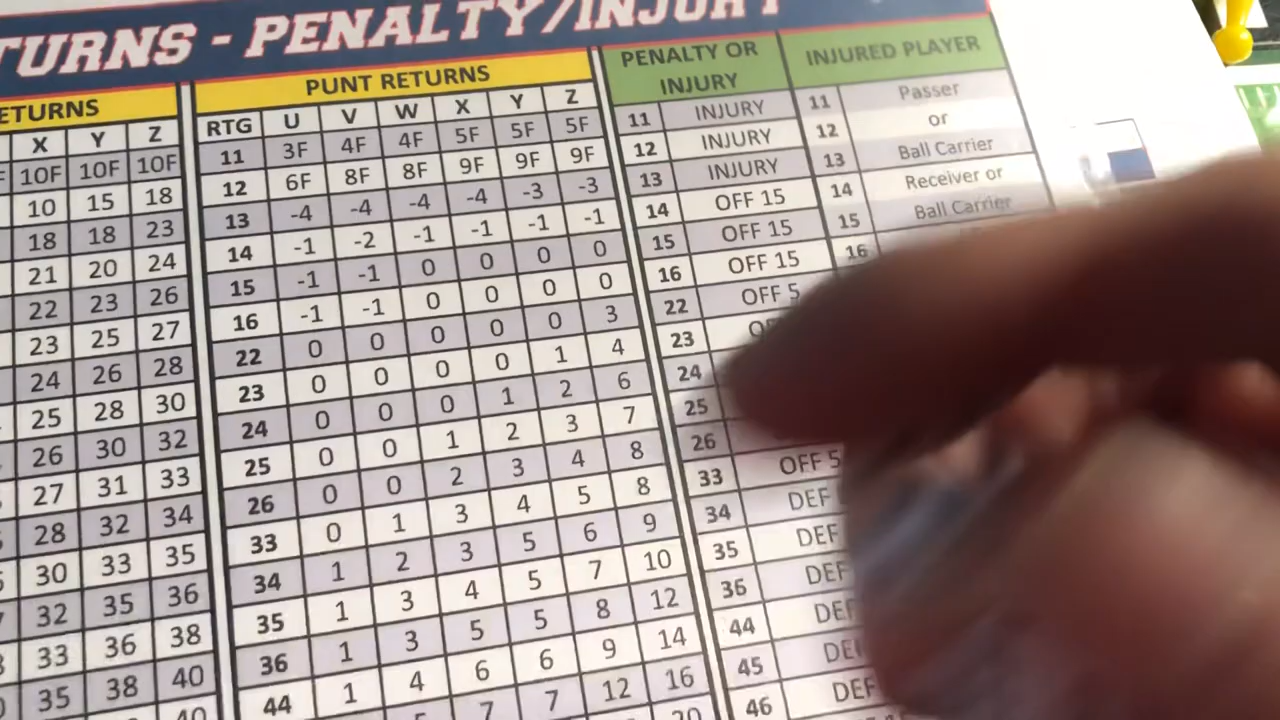 TURNS - PENALTY/INJURY
ETURNS
X Y Z
10F 10F 10F
10 15 18
18 18 23
21 20 24
22 23 26
23 25 27
24 26 28
25 28 30
26 30 32
27 31 33
28 32 34
30 33 35
32 35 36
33 36 38
35 38 40
40
PUNT RETURNS
RTG U V W X Y Z
11 3F 4F 4F 5F 5F 5F
12 6F 8F 8F 9F 9F 9F
13 -4 -4 -4 -4 -3 -3
14 -1 -2 -1 -1 -1 -1
15 -1 -1 0 0 0 0
16 -1 -1 0 0 0 0
22 0 0 0 0 0 3
23 0 0 0 0 1 4
24 0 0 0 1 2 6
25 0 0 1 2 3 7
26 0 0 2 3 4 8
33 0 1 3 4 5 8
34 1 2 3 5 6 9
35 1 3 4 5 7 10
36 1 3 5 5 8 12
44 1 4 6 6 9 14
7 7 12 16
20
PENALTY OR
INJURY
11 INJURY
12 INJURY
13 INJURY
14 OFF 15
15 OFF 15
16 OFF 15
22 OFF 5
23
24
25
26
33 OFF 5
34 DEF
35 DEF
36 DEF
44 DEF
45 DEF
46 DEF
INJURED PLAYER
11 Passer
12 or
13 Ball Carrier
14 Receiver or
15 Ball Carrier
16